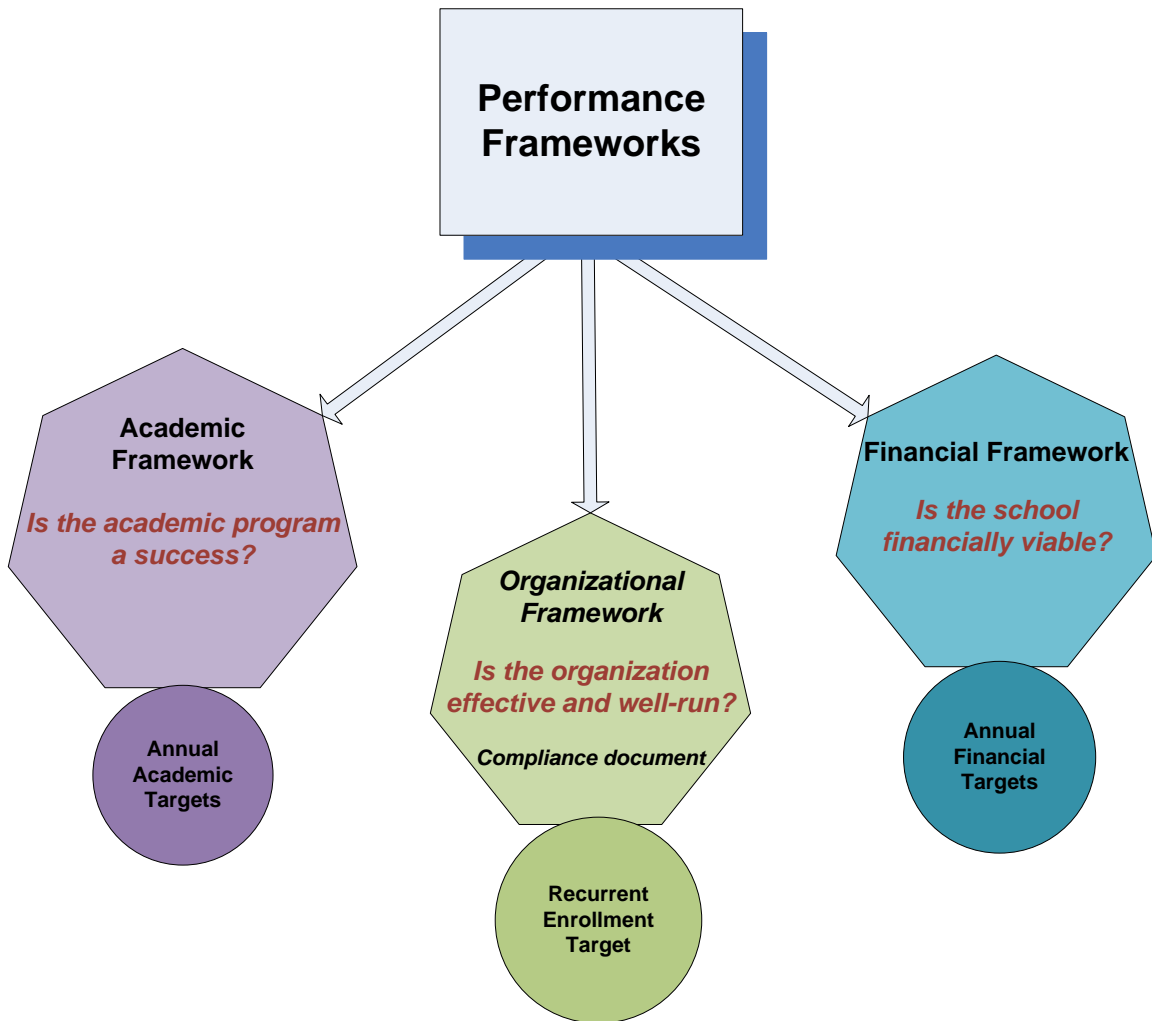 Performance
Frameworks
Academic
Framework
Is the academic program
a success?
Annual
Academic
Targets
Organizational
Framework
Is the organization
effective and well-run?
Compliance document
Recurrent
Enrollment
Target
Financial Framework
Is the school
financially viable?
Annual
Financial
Targets